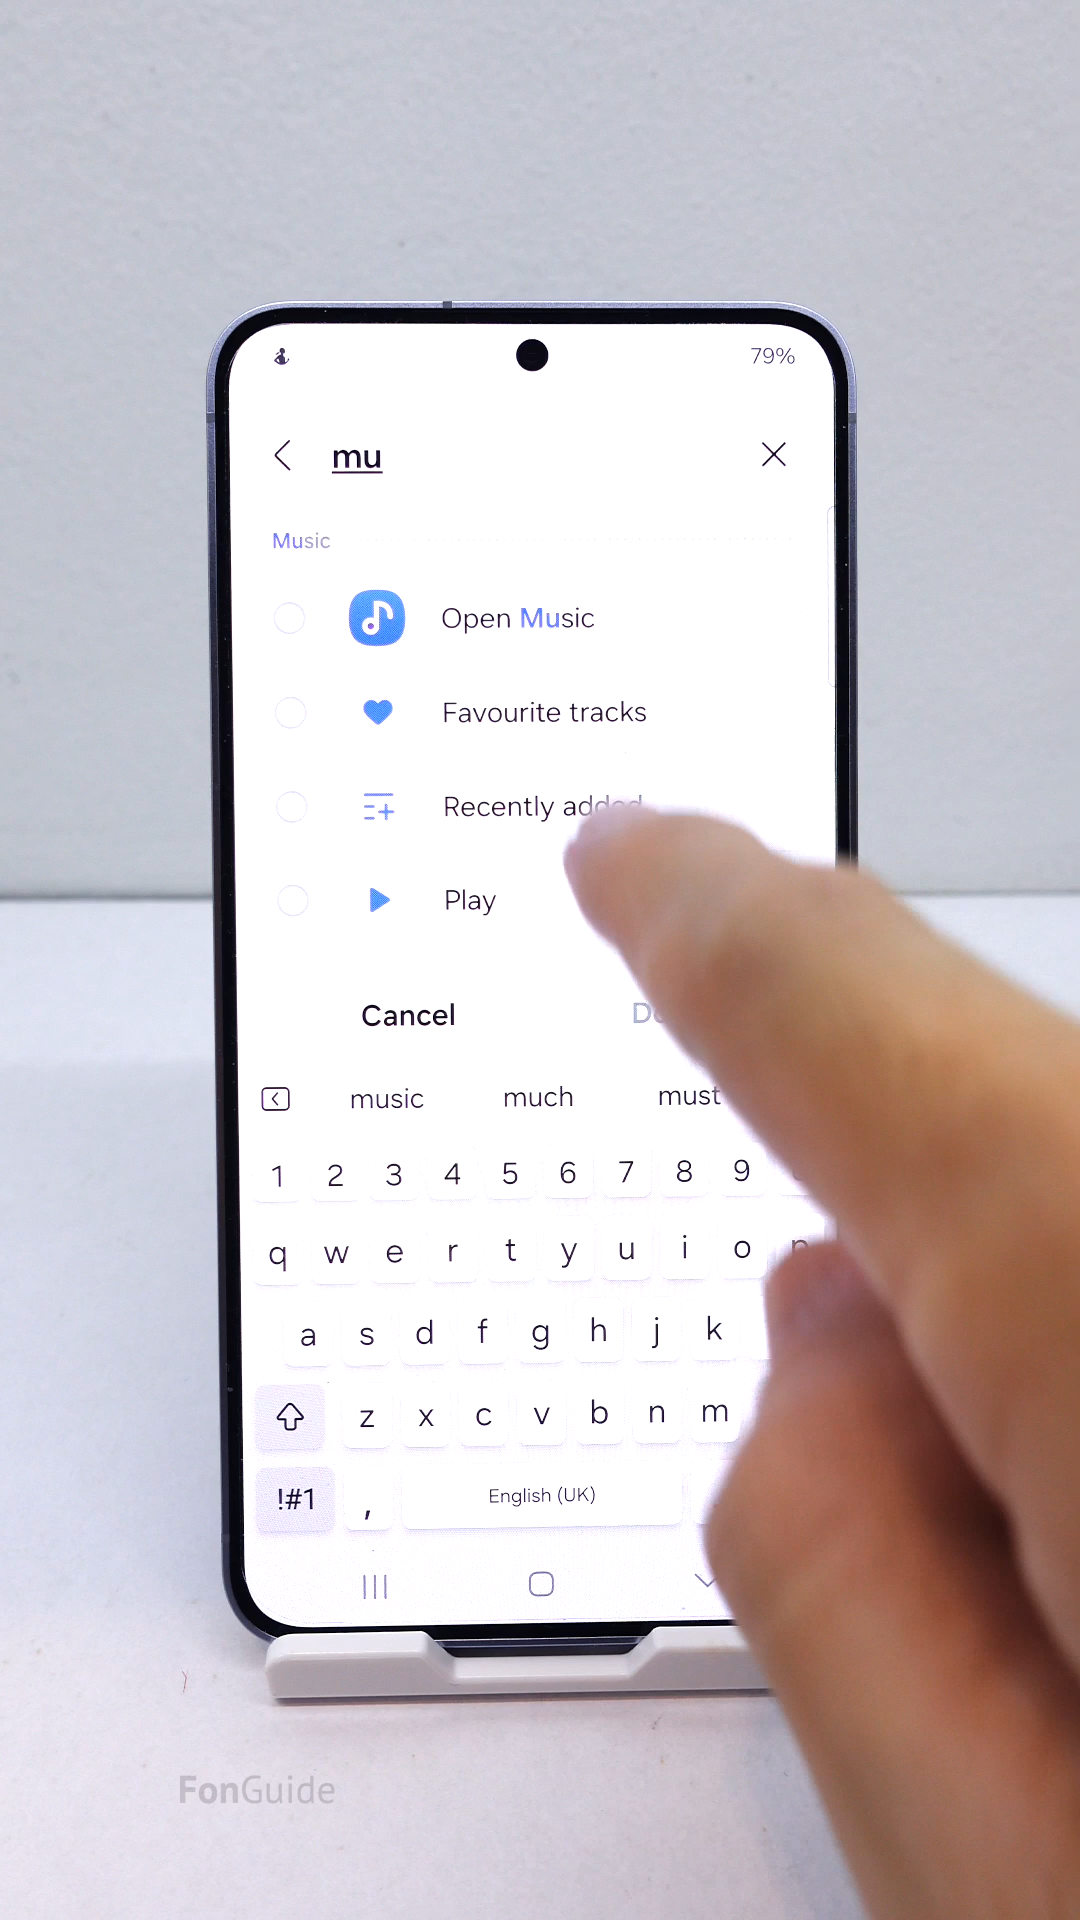 79%
mu
Music
Open Music
Favourite tracks
Recently added
Play
Cancel
music much must
1 2 3 4 5 6 7 8 9
q w e r t y u i o p
a s d f g h j k
z x c v b n m
!#1 , English (UK)
FonGuide